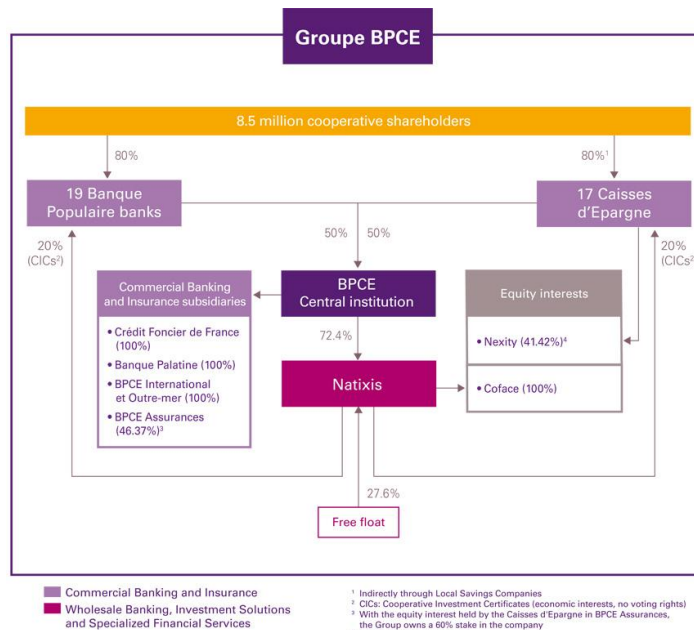 Groupe BPCE
8.5 million cooperative shareholders
80%
80%¹
19 Banque
Populaire banks
17 Caisses
d'Epargne
20%
(CICs²)
50%
50%
20%
(CICs²
Commercial Banking
and Insurance subsidiaries
• Crédit Foncier de France
(100%)
• Banque Palatine (100%)
• BPCE International
et Outre-mer (100%)
• BPCE Assurances
(46.37%)³
BPCE
Central institution
72.4%
Natixis
Equity interests
• Nexity (41.42%)⁴
• Coface (100%)
27.6%
Free float
Commercial Banking and Insurance
Wholesale Banking, Investment Solutions
and Specialized Financial Services
¹ Indirectly through Local Savings Companies
² CICs: Cooperative Investment Certificates (economic interests, no voting rights)
³ With the equity interest held by the Caisses d'Epargne in BPCE Assurances,
the Group owns a 60% stake in the company